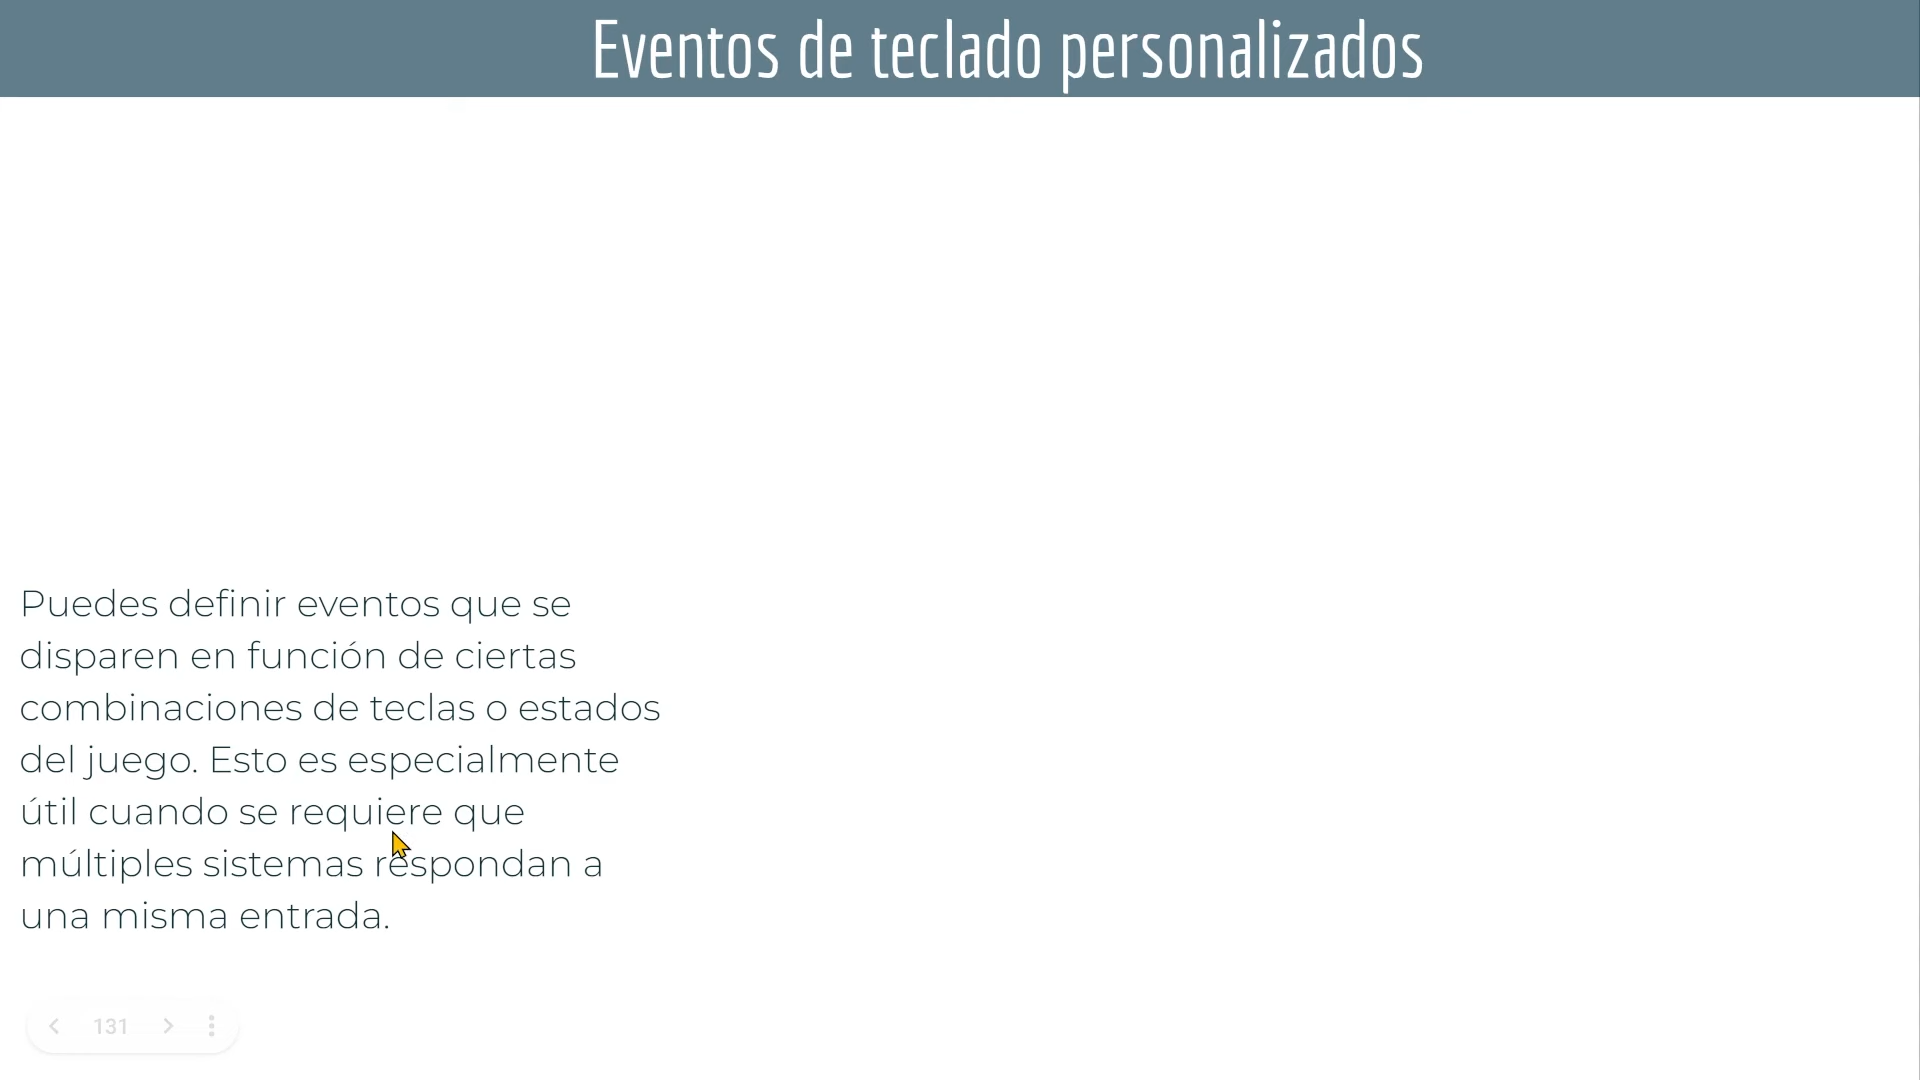 Eventos de teclado personalizados
Puedes definir eventos que se
disparen en función de ciertas
combinaciones de teclas o estados
del juego. Esto es especialmente
útil cuando se requiere que
múltiples sistemas respondan a
una misma entrada.
131